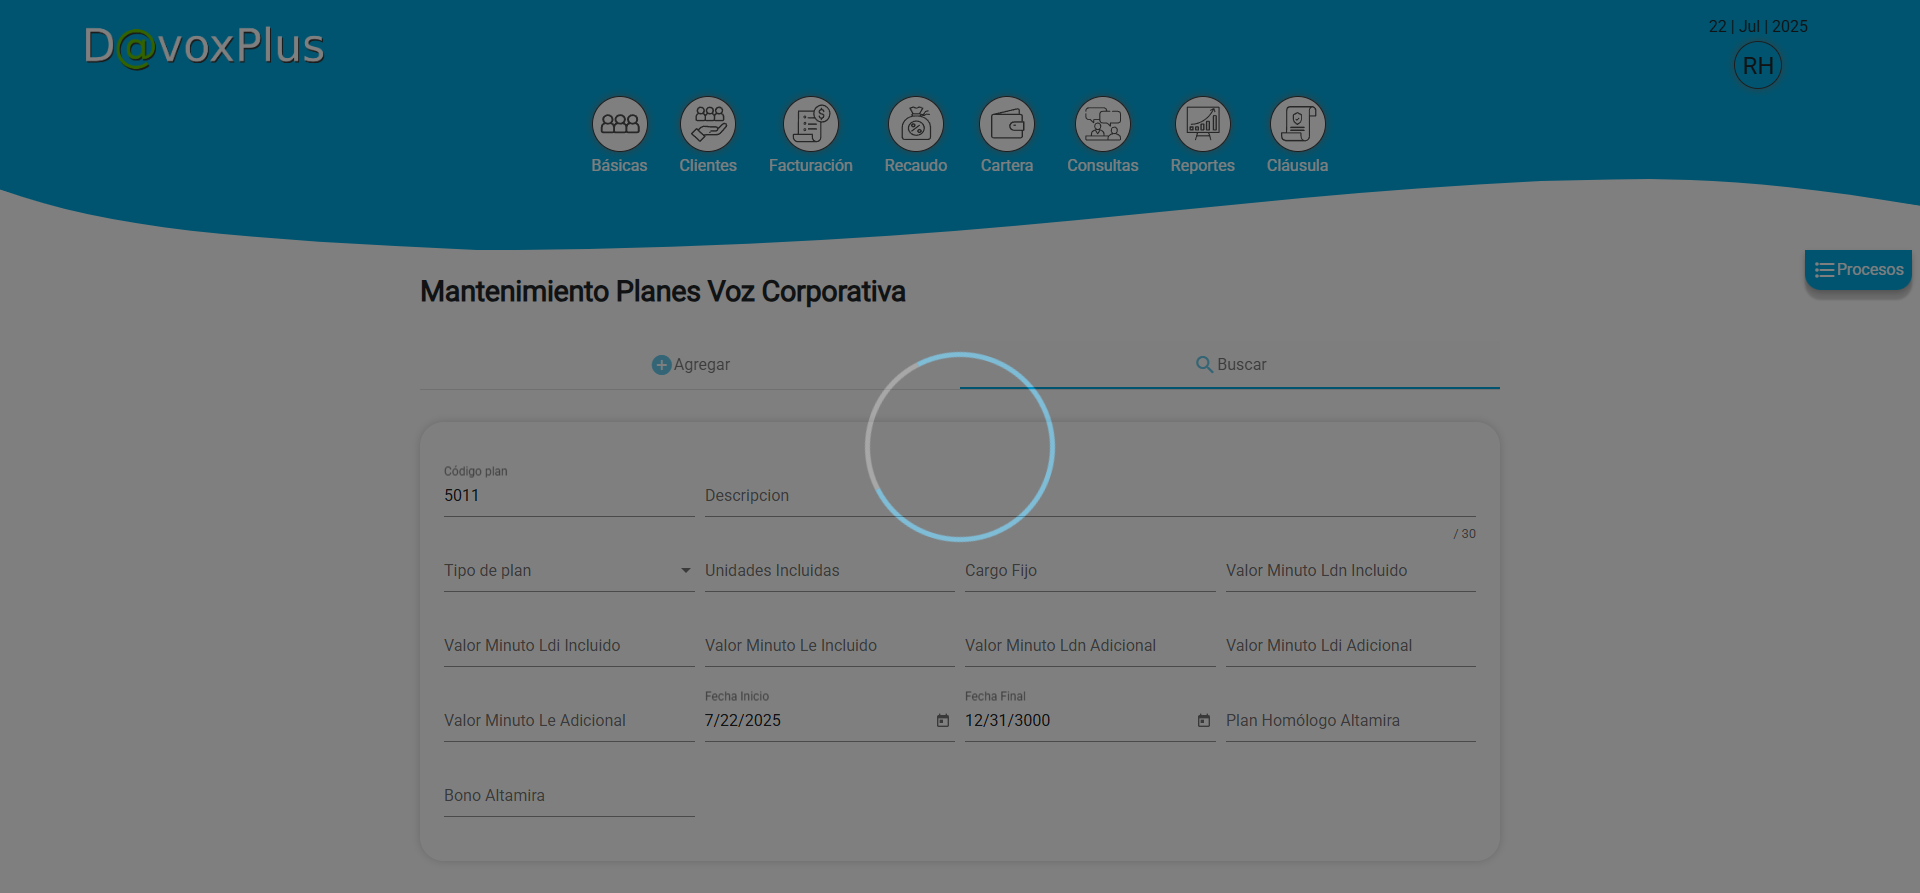 D@voxPlus
22 | Jul | 2025
RH
Básicas Clientes Facturación Recaudo Cartera Consultas Reportes Cláusula
Procesos
Mantenimiento Planes Voz Corporativa
Agregar Buscar
Código plan
5011 Descripcion
/ 30
Tipo de plan Unidades Incluidas Cargo Fijo Valor Minuto Ldn Incluido
Valor Minuto Ldi Incluido Valor Minuto Le Incluido Valor Minuto Ldn Adicional Valor Minuto Ldi Adicional
Fecha Inicio Fecha Final
Valor Minuto Le Adicional 7/22/2025 12/31/3000 Plan Homólogo Altamira
Bono Altamira